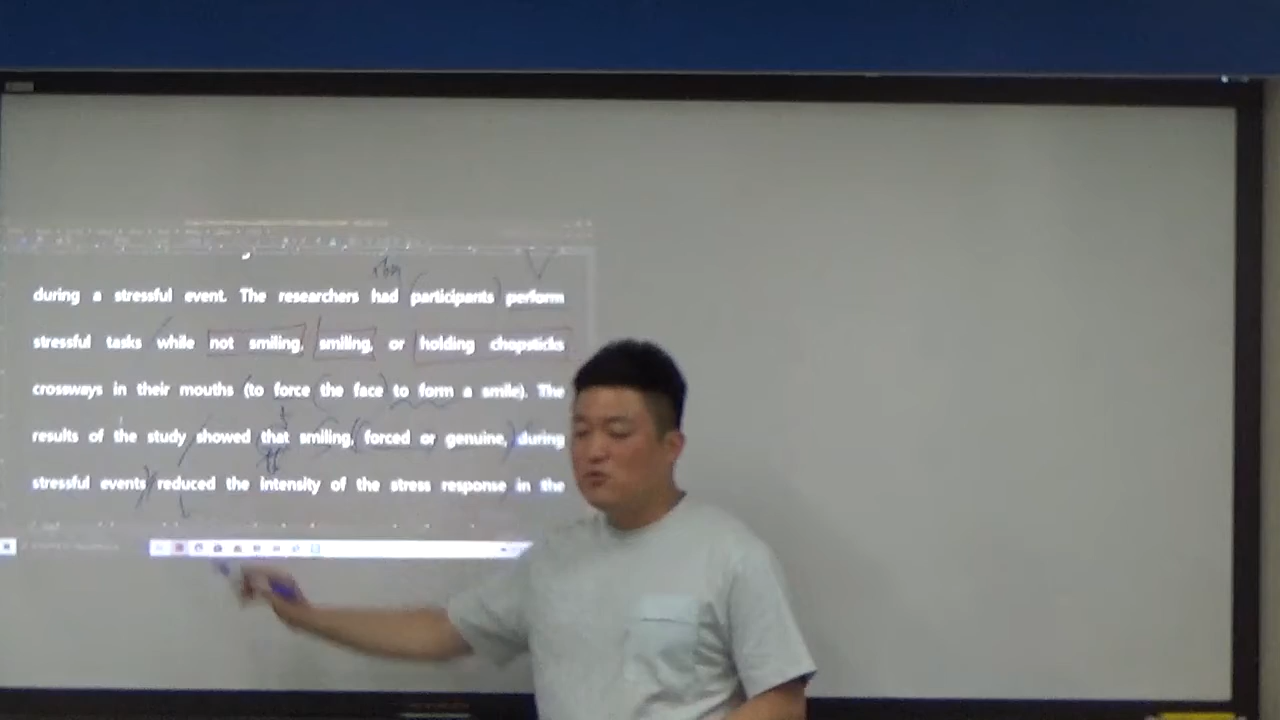 during a stressful event. The researchers had participants perform
stressful tasks while not smiling, smiling, or holding chopsticks
crossways in their mouths (to force the face to form a smile). The
results of the study showed that smiling, forced or genuine, during
stressful events reduced the intensity of the stress response in the